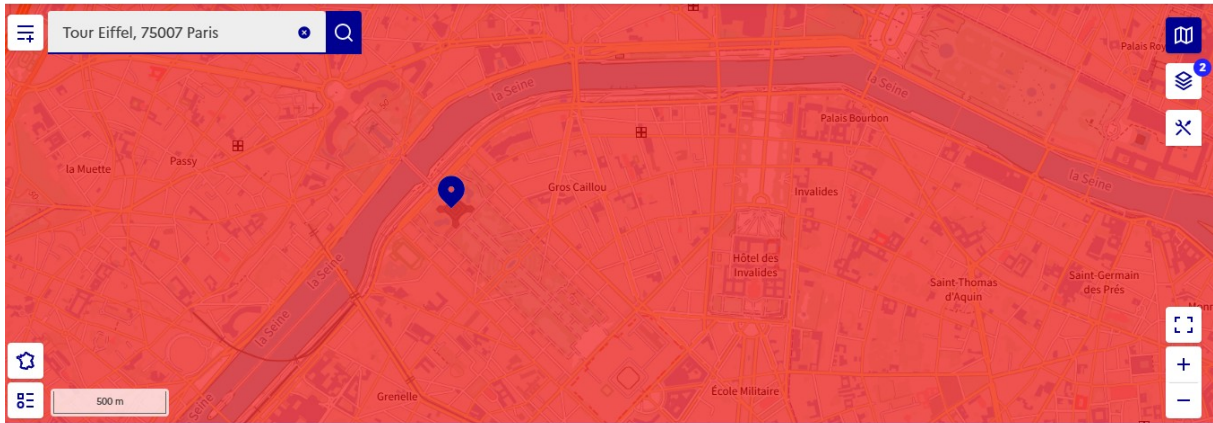 Tour Eiffel, 75007 Paris
2
Palais Roy
la Seine
la Seine
Palais Bourbon
la Muette
Passy
Gros Caillou
Invalides
la Seine
la Seine
Hôtel des
Invalides
Saint-Thomas
d'Aquin
Saint-Germain
des Prés
la Seine
Grenelle
École Militaire
500 m
Seine